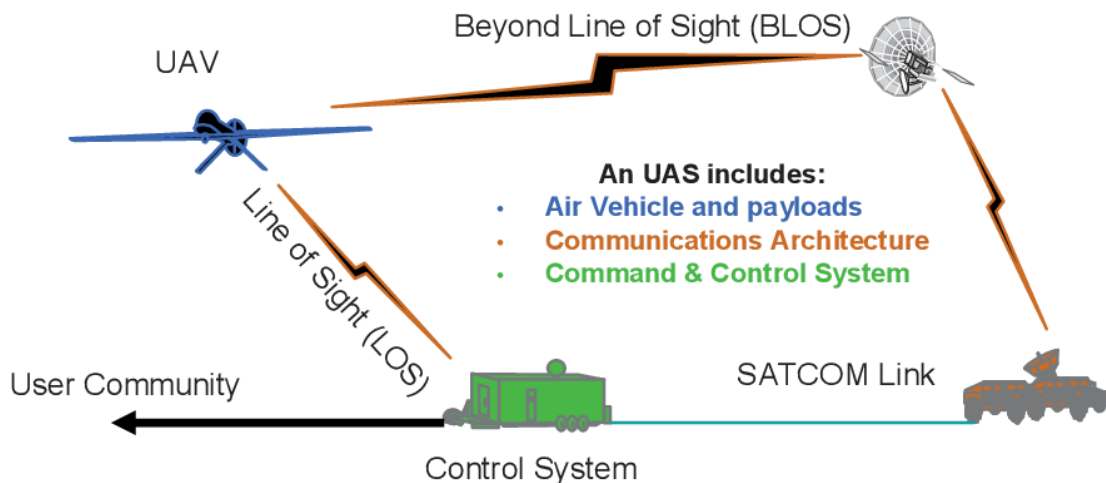 Beyond Line of Sight (BLOS)
UAV
An UAS includes:
• Air Vehicle and payloads
• Communications Architecture
• Command & Control System
Line of Sight (LOS)
User Community
SATCOM Link
Control System